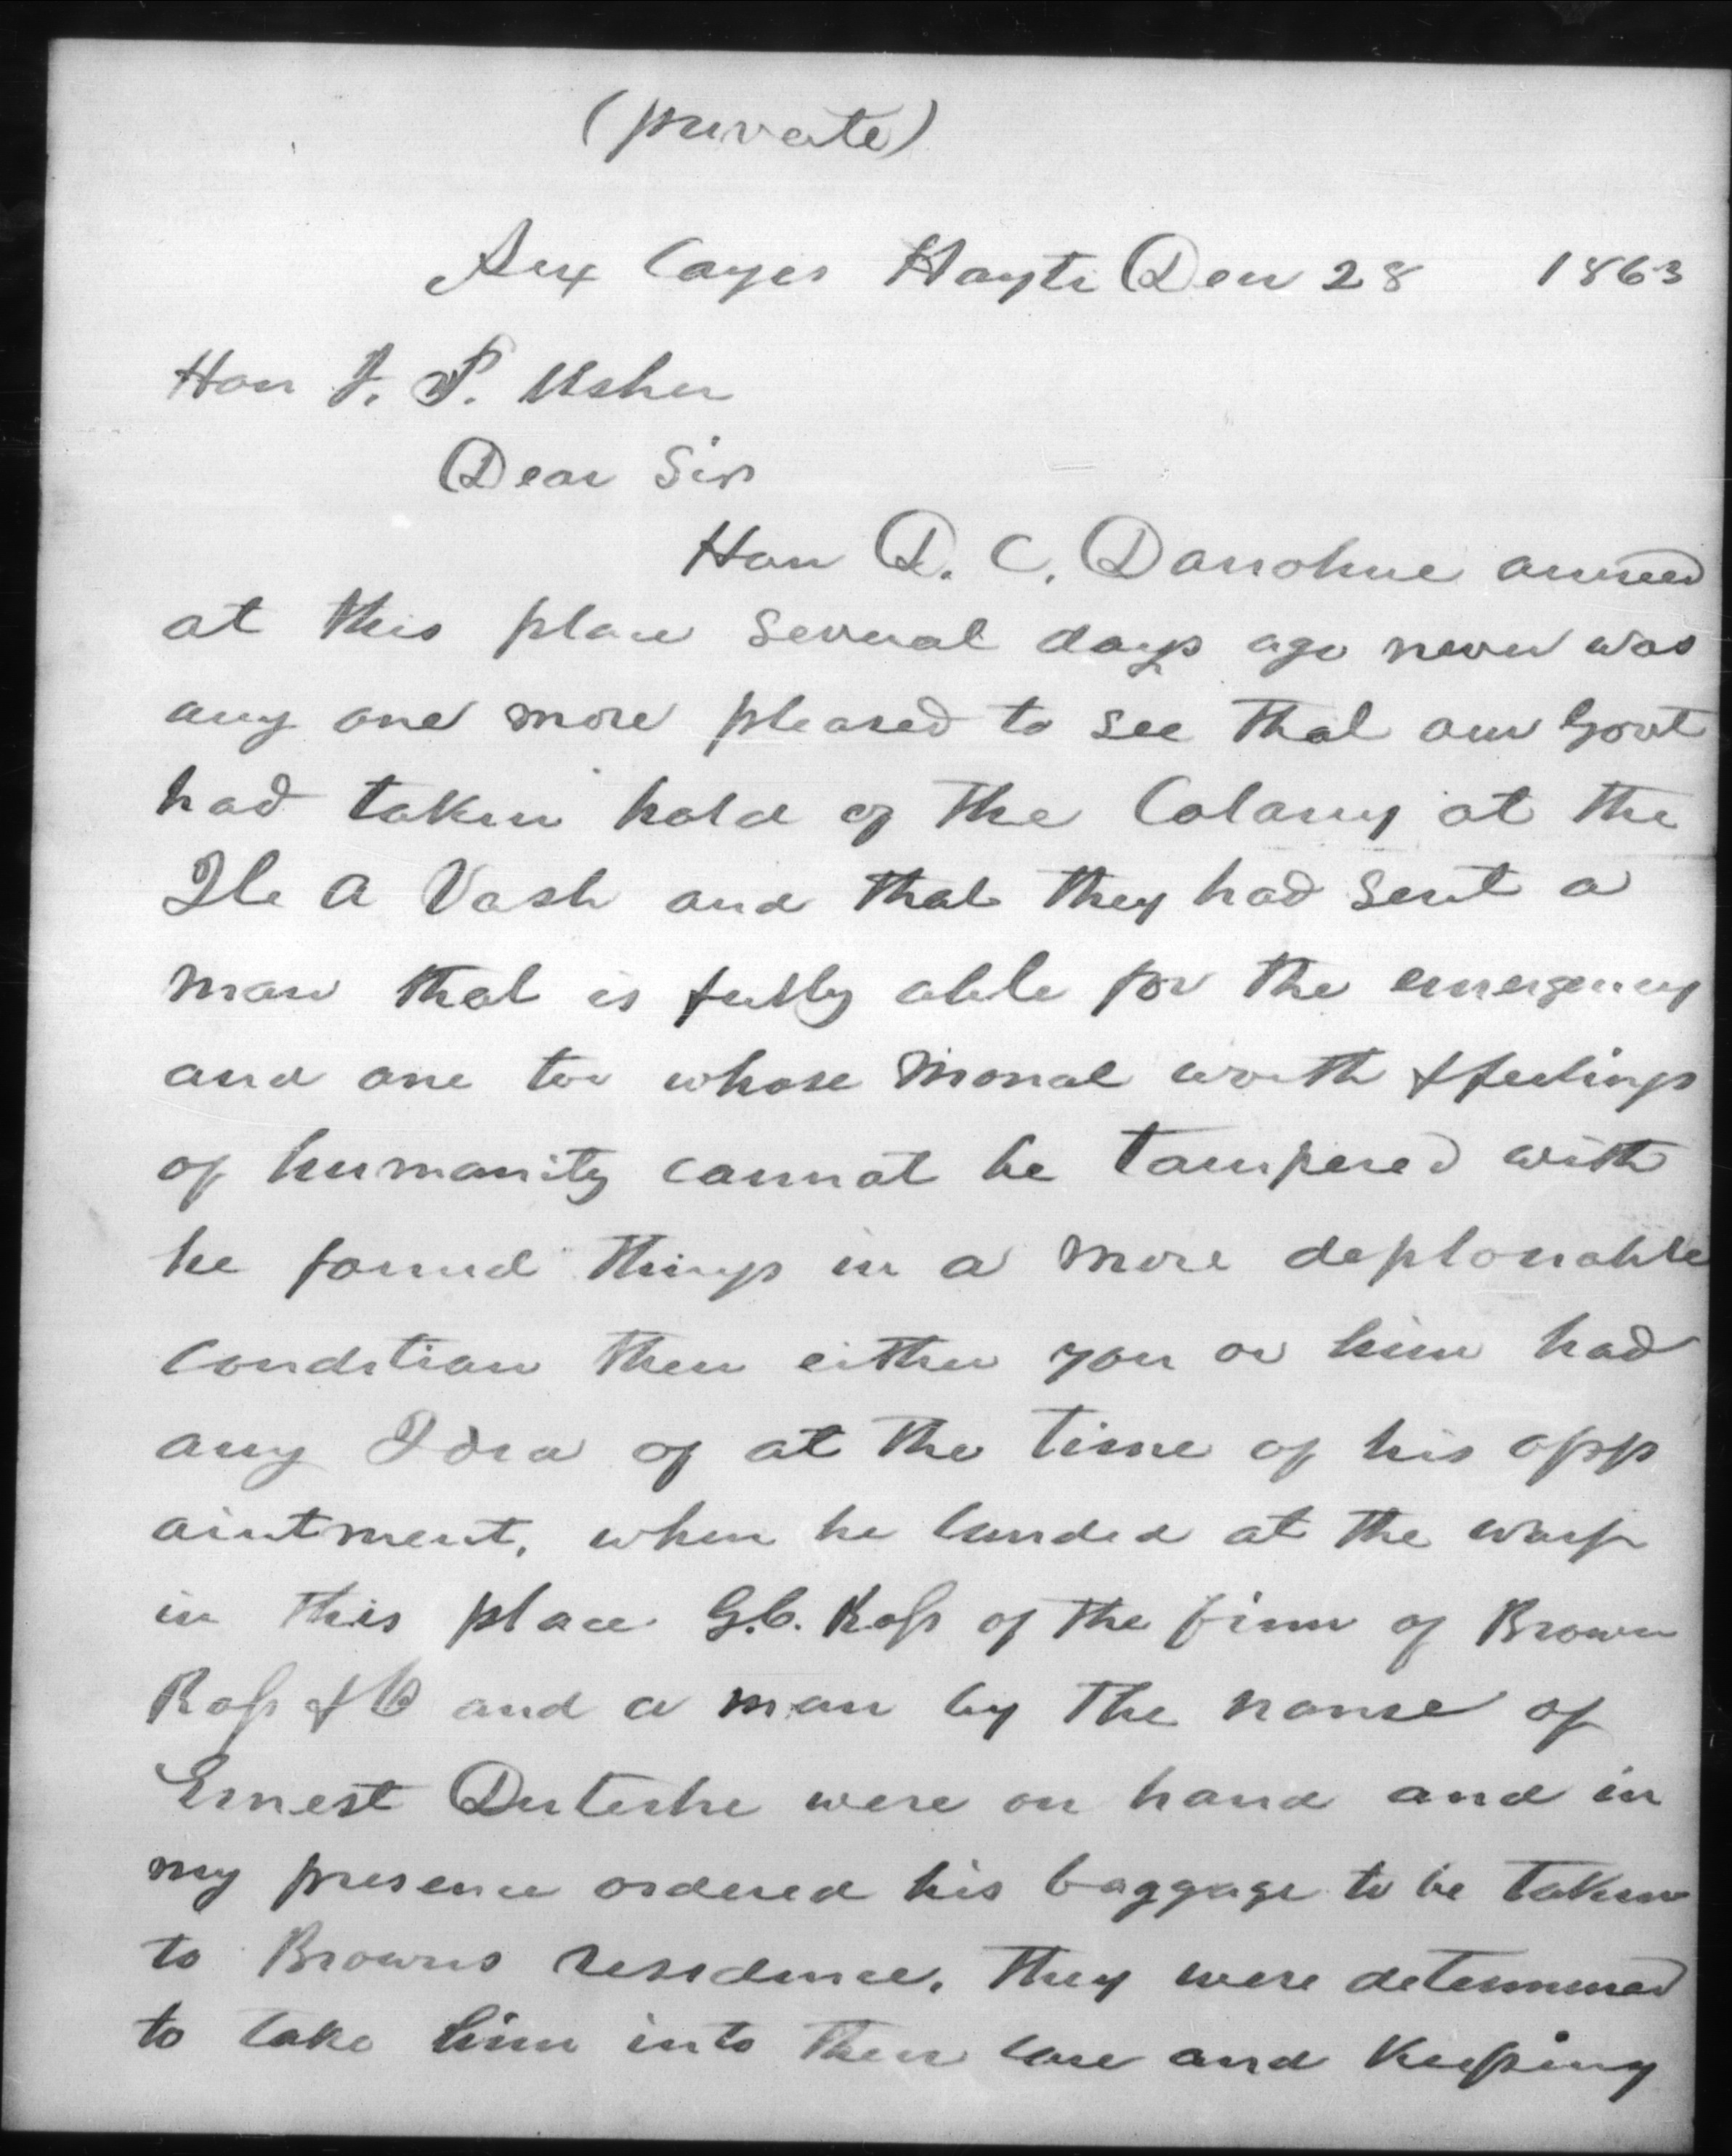 (private)
Aux Cayes Hayti Dec 28 1863
Hon J. P. Usher
Dear Sir
Hon D. C. Donohue arrived
at this place several days ago never was
any one more pleased to see that our Govt
had taken hold of the Colony at the
Ile A Vash and that they had sent a
man that is fully able for the emergency
and one too whose moral worth & feelings
of humanity cannot be tampered with
he found things in a more deplorable
condition then either you or him had
any Idea of at the time of his app
ointment, when he landed at the warf
in this place G.C. Ross of the firm of Brown
Ross & Co and a man by the name of
Ernest Duteshe were on hand and in
my presence ordered his baggage to be taken
to Browns residence. They were determined
to take him into their care and Keeping